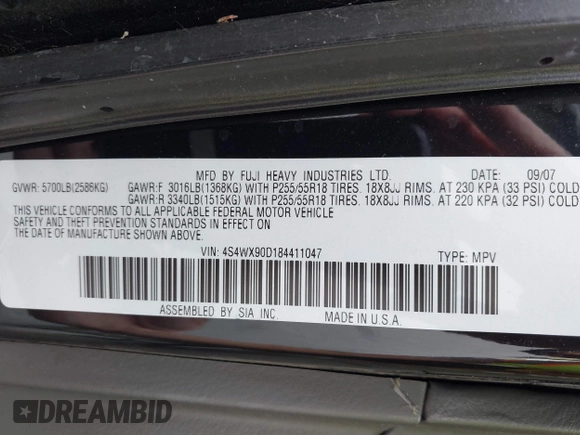 MFD BY FUJI HEAVY INDUSTRIES LTD. DATE: 09/07
GVWR: 5700LB(2586KG) GAWR:F 3016LB(1368KG) WITH P255/55R18 TIRES. 18X8JJ RIMS. AT 230 KPA (33 PSI) COLD
GAWR:R 3340LB(1515KG) WITH P255/55R18 TIRES. 18X8JJ RIMS. AT 220 KPA (32 PSI) COLD
THIS VEHICLE CONFORMS TO ALL APPLICABLE FEDERAL MOTOR VEHICLE
SAFETY AND THEFT PREVENTION STANDARDS IN EFFECT ON
THE DATE OF MANUFACTURE SHOWN ABOVE.
VIN: 4S4WX90D184411047 TYPE: MPV
ASSEMBLED BY SIA INC. MADE IN U.S.A.
DREAMBID